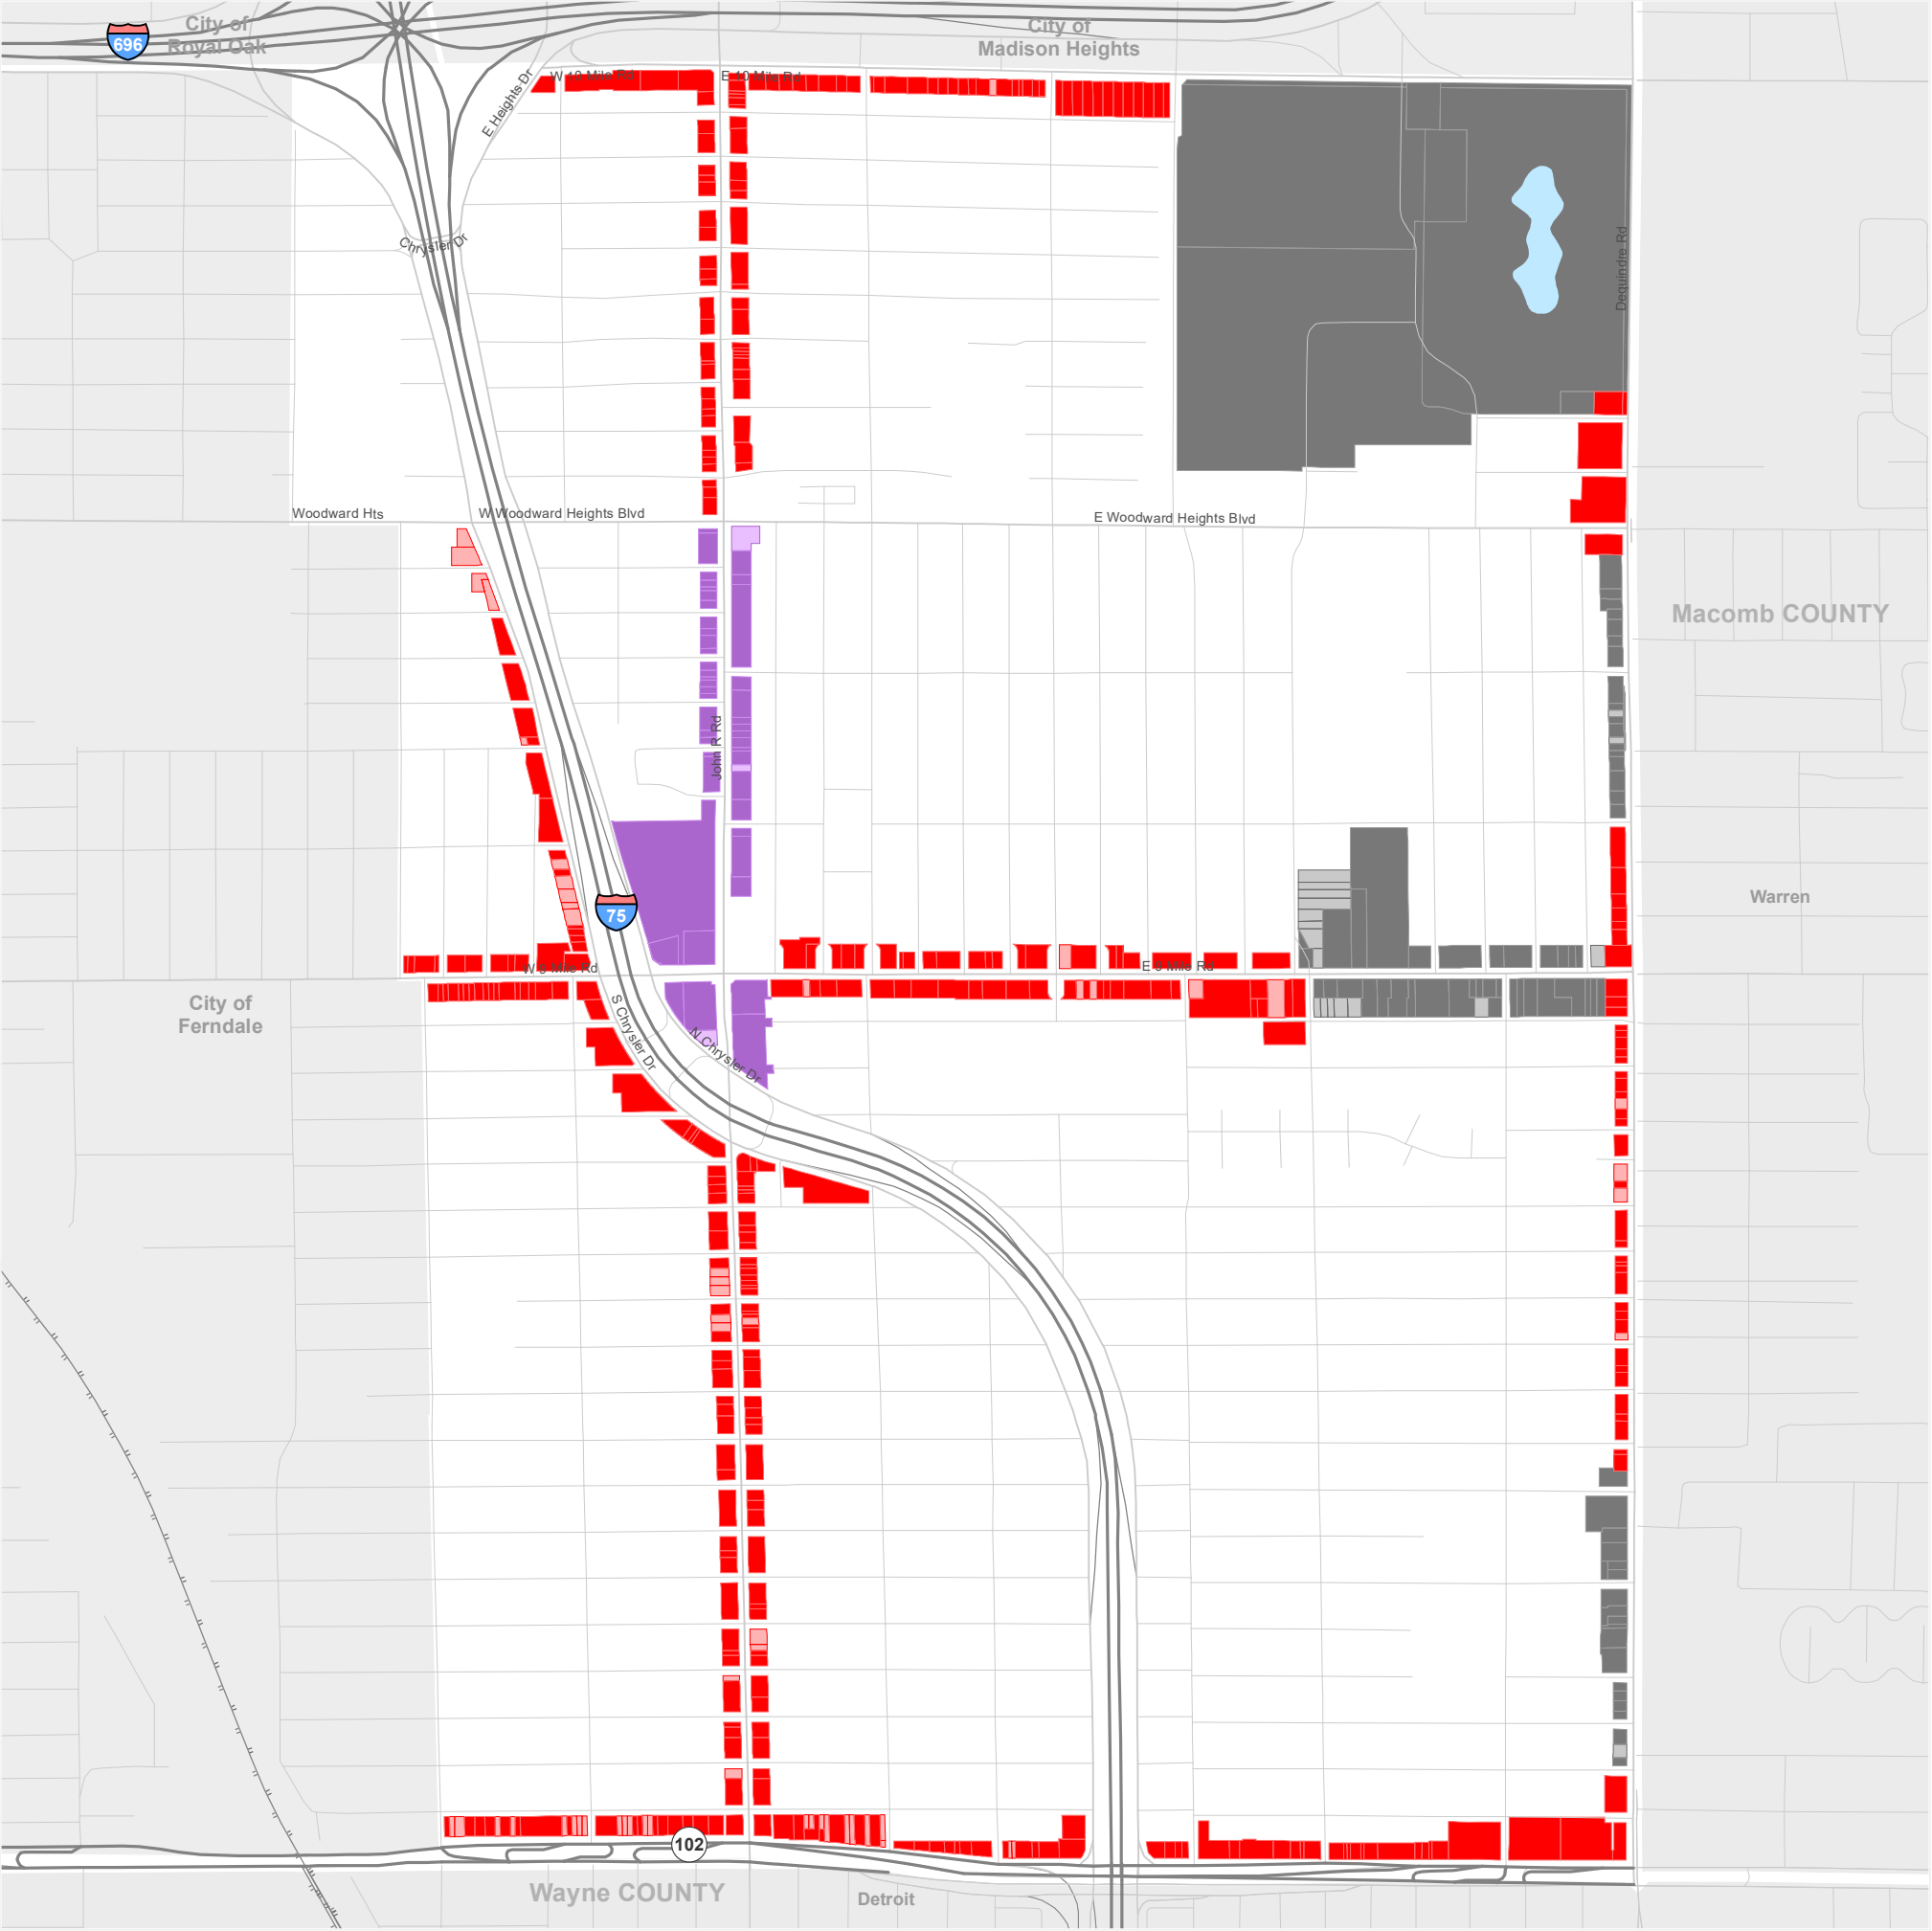 City of
Royal Oak
696
City of
Madison Heights
W 10 Mile Rd
E 10 Mile Rd
E Heights Dr
Chrysler Dr
Dequindre Rd
Woodward Hts
W Woodward Heights Blvd
E Woodward Heights Blvd
Macomb COUNTY
John R Rd
75
Warren
W 9 Mile Rd
E 9 Mile Rd
City of
Ferndale
S Chrysler Dr
N Chrysler Dr
102
Wayne COUNTY
Detroit